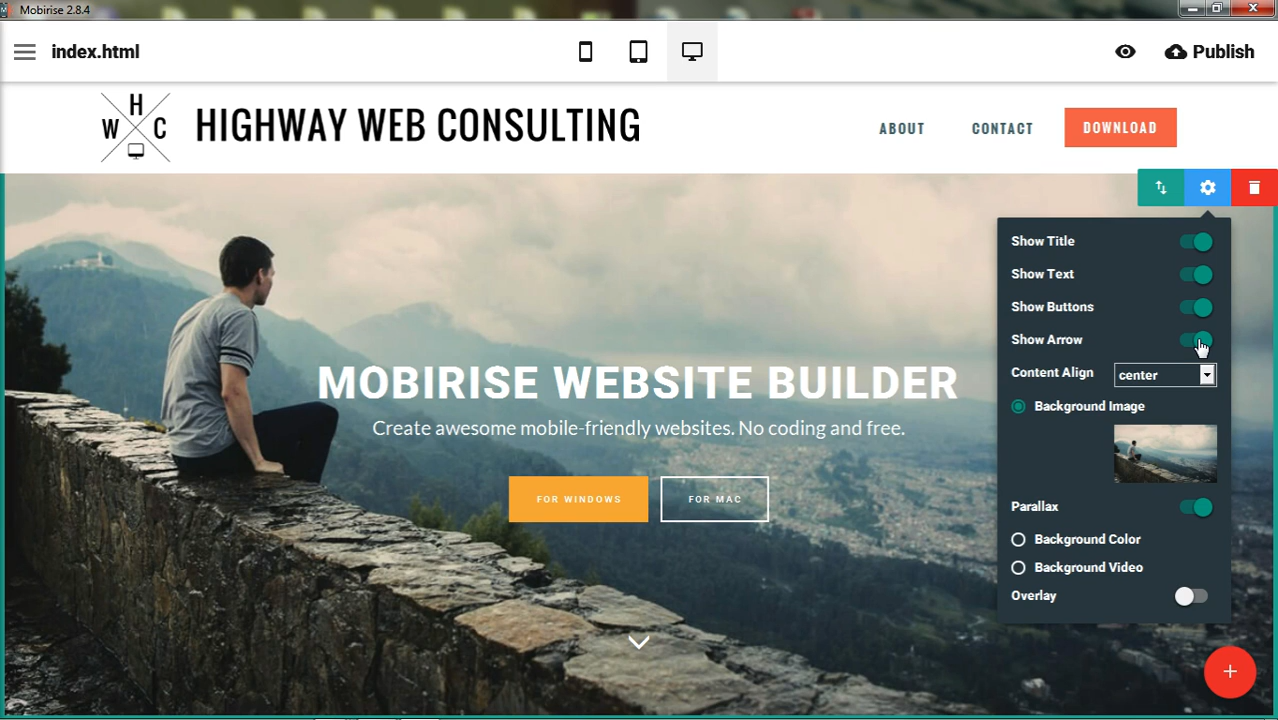 Mobirise 2.8.4
index.html
Publish
H
W C
HIGHWAY WEB CONSULTING
ABOUT CONTACT DOWNLOAD
Show Title
Show Text
Show Buttons
Show Arrow
Content Align center
Background Image
Parallax
Background Color
Background Video
Overlay
MOBIRISE WEBSITE BUILDER
Create awesome mobile-friendly websites. No coding and free.
FOR WINDOWS FOR MAC